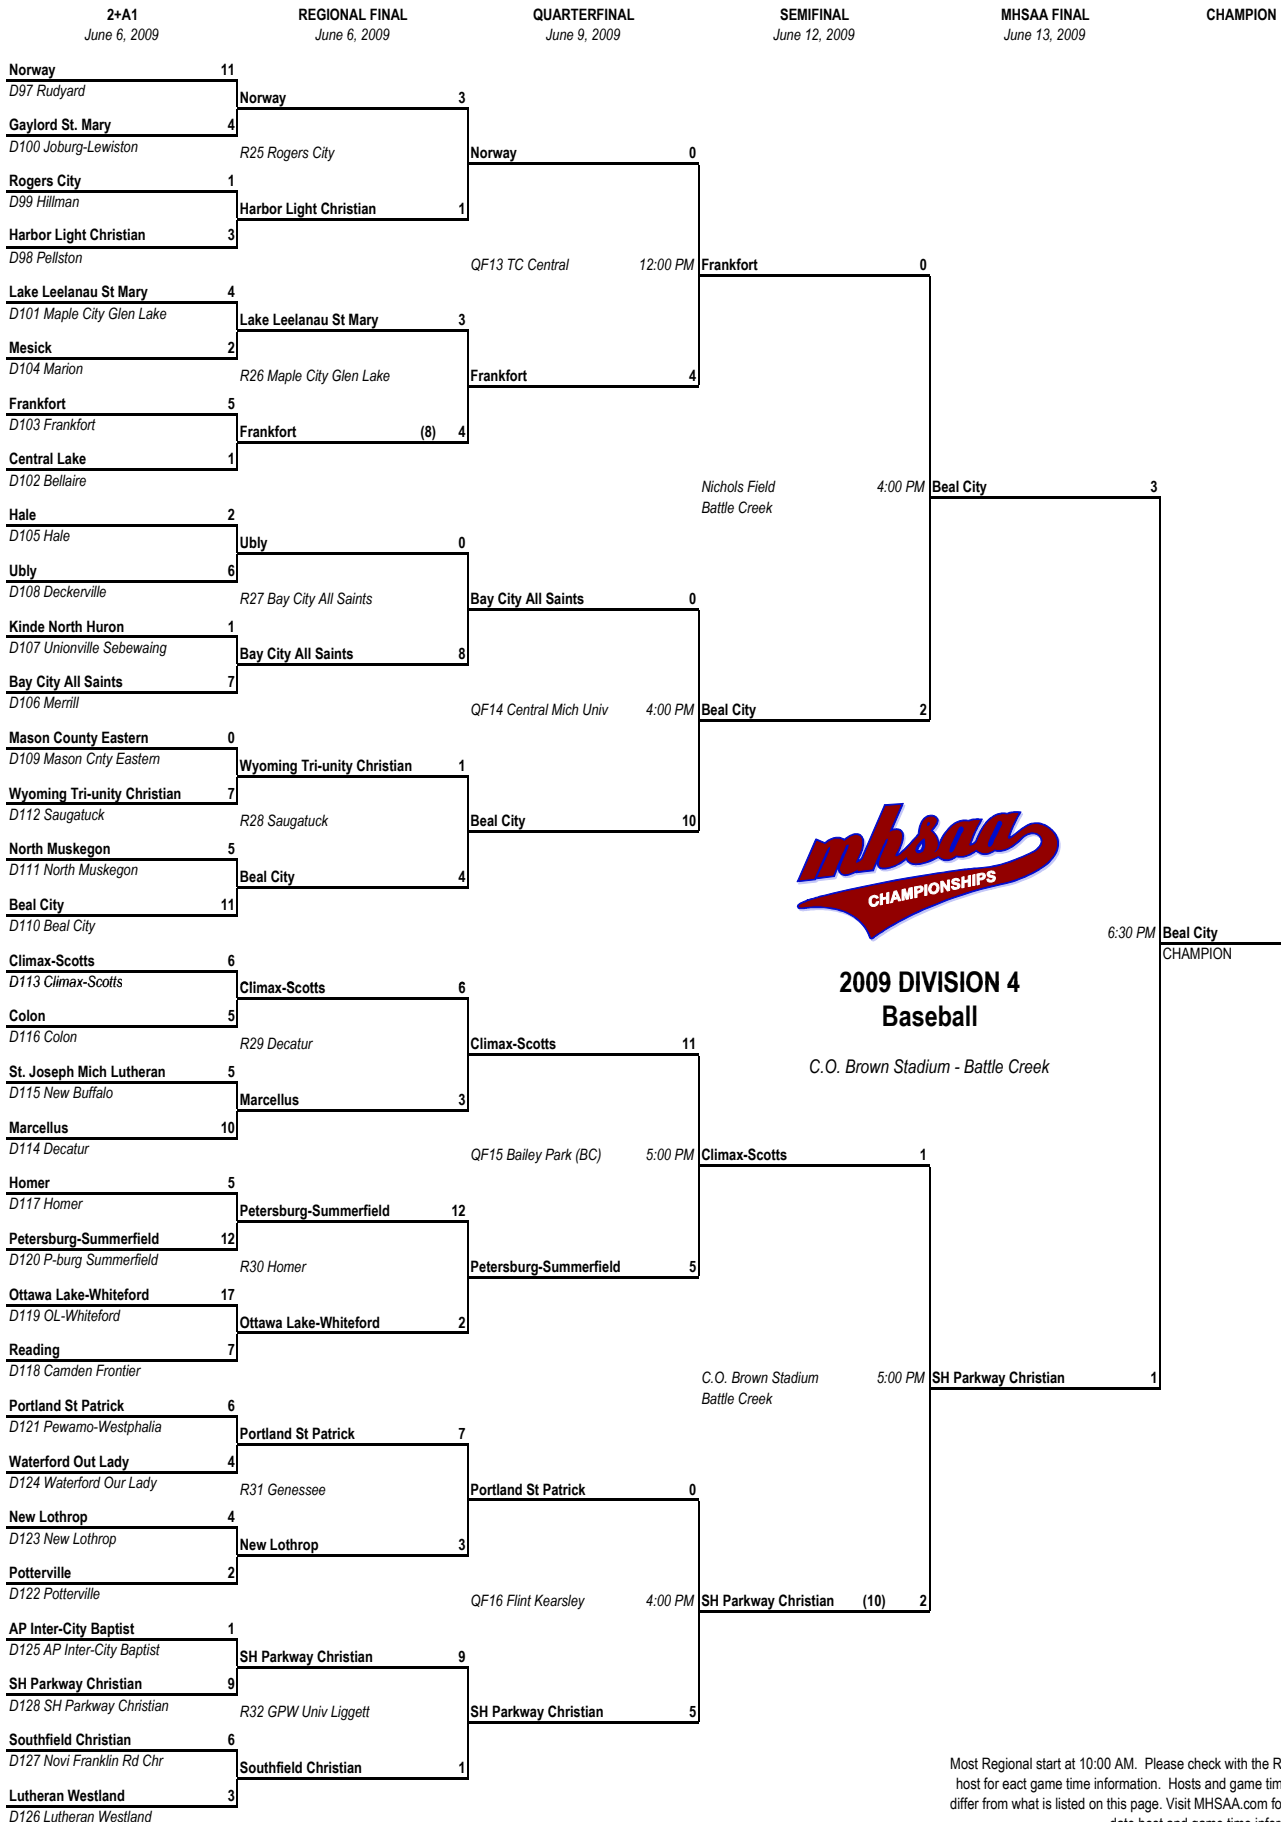 2+A1 REGIONAL FINAL QUARTERFINAL SEMIFINAL MHSAA FINAL CHAMPION
June 6, 2009 June 6, 2009 June 9, 2009 June 12, 2009 June 13, 2009
Norway 11
D97 Rudyard
Norway 3
Gaylord St. Mary 4
D100 Joburg-Lewiston
R25 Rogers City
Norway 0
Rogers City 1
D99 Hillman
Harbor Light Christian 1
Harbor Light Christian 3
D98 Pellston
QF13 TC Central 12:00 PM
Frankfort 0
Lake Leelanau St Mary 4
D101 Maple City Glen Lake
Lake Leelanau St Mary 3
Mesick 2
D104 Marion
R26 Maple City Glen Lake
Frankfort 4
Frankfort 5
D103 Frankfort
Frankfort (8) 4
Central Lake 1
D102 Bellaire
Nichols Field 4:00 PM
Battle Creek
Beal City 3
Hale 2
D105 Hale
Ubly 0
Ubly 6
D108 Deckerville
R27 Bay City All Saints
Bay City All Saints 0
Kinde North Huron 1
D107 Unionville Sebewaing
Bay City All Saints 8
Bay City All Saints 7
D106 Merrill
QF14 Central Mich Univ 4:00 PM
Beal City 2
Mason County Eastern 0
D109 Mason Cnty Eastern
Wyoming Tri-unity Christian 1
Wyoming Tri-unity Christian 7
D112 Saugatuck
R28 Saugatuck
Beal City 10
North Muskegon 5
D111 North Muskegon
Beal City 4
Beal City 11
D110 Beal City
mhsaa
CHAMPIONSHIPS
6:30 PM
Beal City
CHAMPION
2009 DIVISION 4
Baseball
C.O. Brown Stadium - Battle Creek
Climax-Scotts 6
D113 Climax-Scotts
Climax-Scotts 6
Colon 5
D116 Colon
R29 Decatur
Climax-Scotts 11
St. Joseph Mich Lutheran 5
D115 New Buffalo
Marcellus 3
Marcellus 10
D114 Decatur
QF15 Bailey Park (BC) 5:00 PM
Climax-Scotts 1
Homer 5
D117 Homer
Petersburg-Summerfield 12
Petersburg-Summerfield 12
D120 P-burg Summerfield
R30 Homer
Petersburg-Summerfield 5
Ottawa Lake-Whiteford 17
D119 OL-Whiteford
Ottawa Lake-Whiteford 2
Reading 7
D118 Camden Frontier
C.O. Brown Stadium 5:00 PM
Battle Creek
SH Parkway Christian 1
Portland St Patrick 6
D121 Pewamo-Westphalia
Portland St Patrick 7
Waterford Out Lady 4
D124 Waterford Our Lady
R31 Genessee
Portland St Patrick 0
New Lothrop 4
D123 New Lothrop
New Lothrop 3
Potterville 2
D122 Potterville
QF16 Flint Kearsley 4:00 PM
SH Parkway Christian (10) 2
AP Inter-City Baptist 1
D125 AP Inter-City Baptist
SH Parkway Christian 9
SH Parkway Christian 9
D128 SH Parkway Christian
R32 GPW Univ Liggett
SH Parkway Christian 5
Southfield Christian 6
D127 Novi Franklin Rd Chr
Southfield Christian 1
Lutheran Westland 3
D126 Lutheran Westland
Most Regional start at 10:00 AM. Please check with the R
host for eact game time information. Hosts and game tim
differ from what is listed on this page. Visit MHSAA.com fo